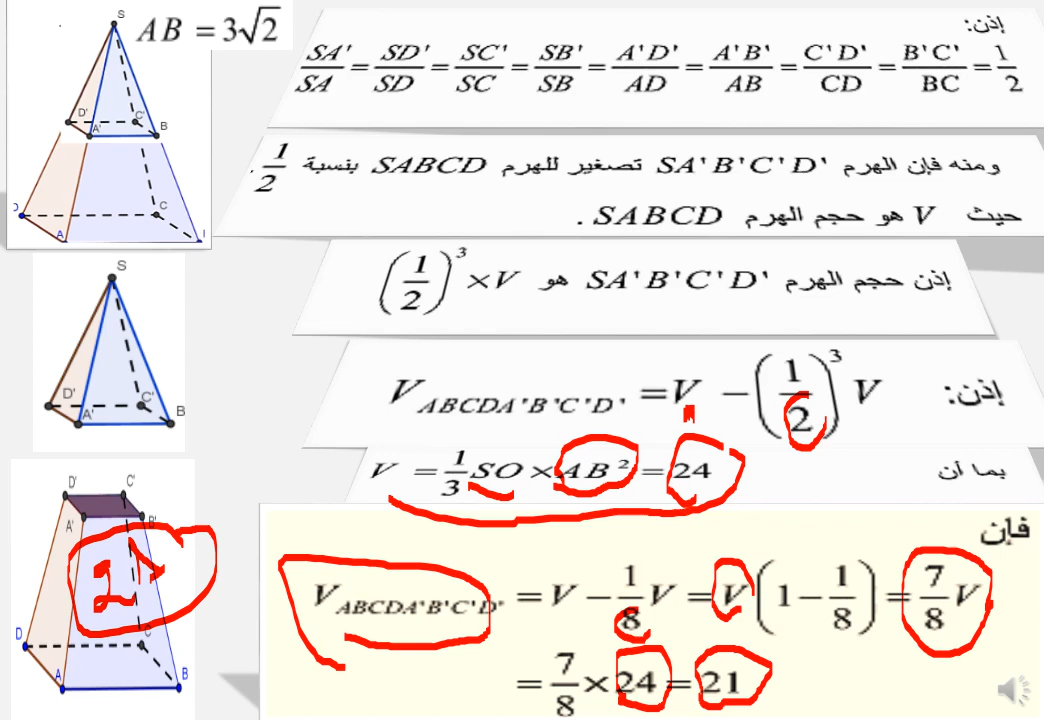 S
AB = 3√2
D'
A'
C'
B
D
A
C
إذن:
SA'/SA = SD'/SD = SC'/SC = SB'/SB = A'D'/AD = A'B'/AB = C'D'/CD = B'C'/BC = 1/2
ومنه فإن الهرم SA'B'C'D' تصغير للهرم SABCD بنسبة 1/2.
حيث V هو حجم الهرم SABCD .
إذن حجم الهرم SA'B'C'D' هو (1/2)³ × V
S
D'
C'
A'
B
إذن: V ABCDA'B'C'D' = V − (1/2)³ V
بما أن V = 1/3 SO × AB² = 24
D'
C'
A'
B'
C
D
A
B
21
فإن
V ABCDA'B'C'D' = V − 1/8 V = V(1 − 1/8) = 7/8 V
= 7/8 × 24 = 21